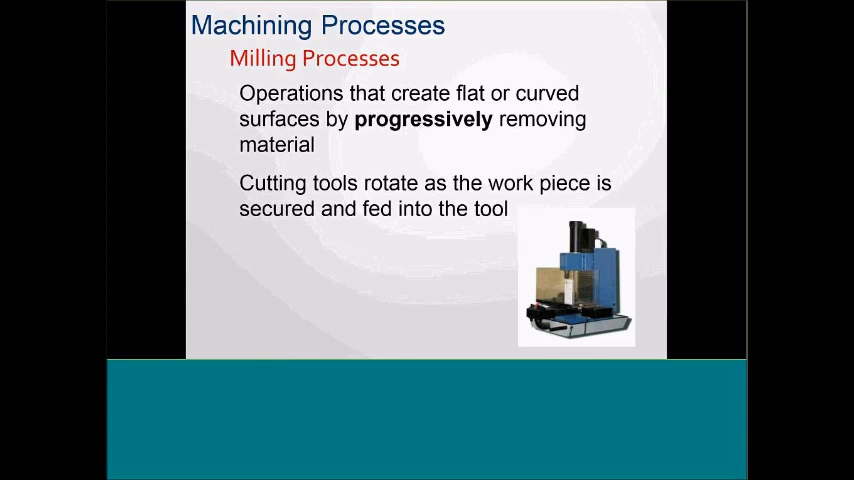 Machining Processes
Milling Processes
Operations that create flat or curved
surfaces by progressively removing
material
Cutting tools rotate as the work piece is
secured and fed into the tool